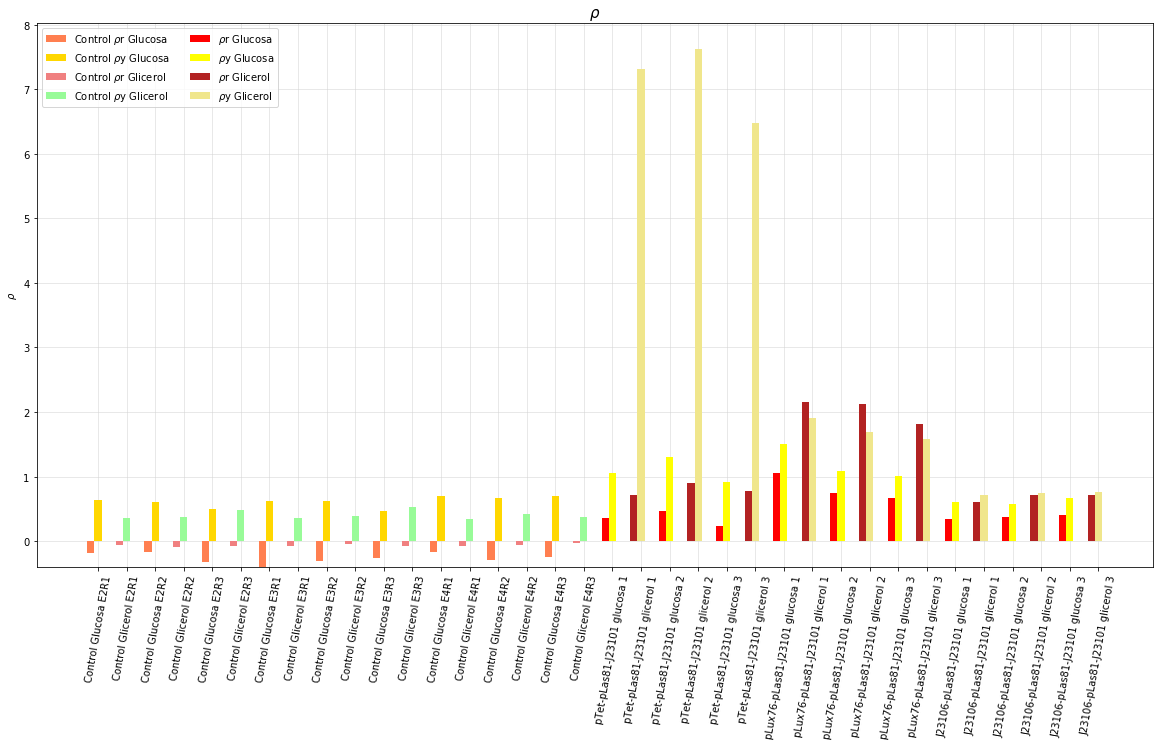 ρ
Control ρr Glucosa
Control ρy Glucosa
Control ρr Glicerol
Control ρy Glicerol
ρr Glucosa
ρy Glucosa
ρr Glicerol
ρy Glicerol
8
7
6
5
4
3
2
1
0
ρ
Control Glucosa E2R1
Control Glicerol E2R1
Control Glucosa E2R2
Control Glicerol E2R2
Control Glucosa E2R3
Control Glicerol E2R3
Control Glucosa E3R1
Control Glicerol E3R1
Control Glucosa E3R2
Control Glicerol E3R2
Control Glucosa E3R3
Control Glicerol E3R3
Control Glucosa E4R1
Control Glicerol E4R1
Control Glucosa E4R2
Control Glicerol E4R2
Control Glucosa E4R3
Control Glicerol E4R3
pTet-pLas81-J23101 glucosa 1
pTet-pLas81-J23101 glicerol 1
pTet-pLas81-J23101 glucosa 2
pTet-pLas81-J23101 glicerol 2
pTet-pLas81-J23101 glucosa 3
pTet-pLas81-J23101 glicerol 3
pLux76-pLas81-J23101 glucosa 1
pLux76-pLas81-J23101 glicerol 1
pLux76-pLas81-J23101 glucosa 2
pLux76-pLas81-J23101 glicerol 2
pLux76-pLas81-J23101 glucosa 3
pLux76-pLas81-J23101 glicerol 3
J23106-pLas81-J23101 glucosa 1
J23106-pLas81-J23101 glicerol 1
J23106-pLas81-J23101 glucosa 2
J23106-pLas81-J23101 glicerol 2
J23106-pLas81-J23101 glucosa 3
J23106-pLas81-J23101 glicerol 3